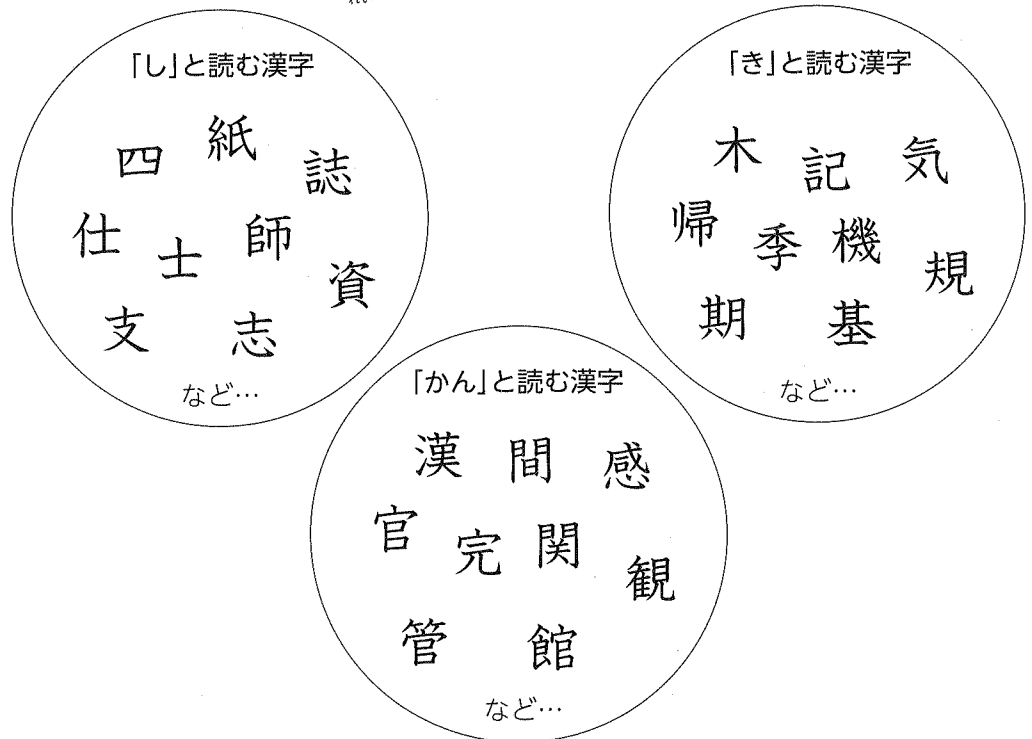 「し」と読む漢字
四 紙 誌
仕 士 師 資
支 志
など…
「き」と読む漢字
木 記 気
帰 季 機 規
期 基
など…
「かん」と読む漢字
漢 間 感
官 完 関 観
管 館
など…